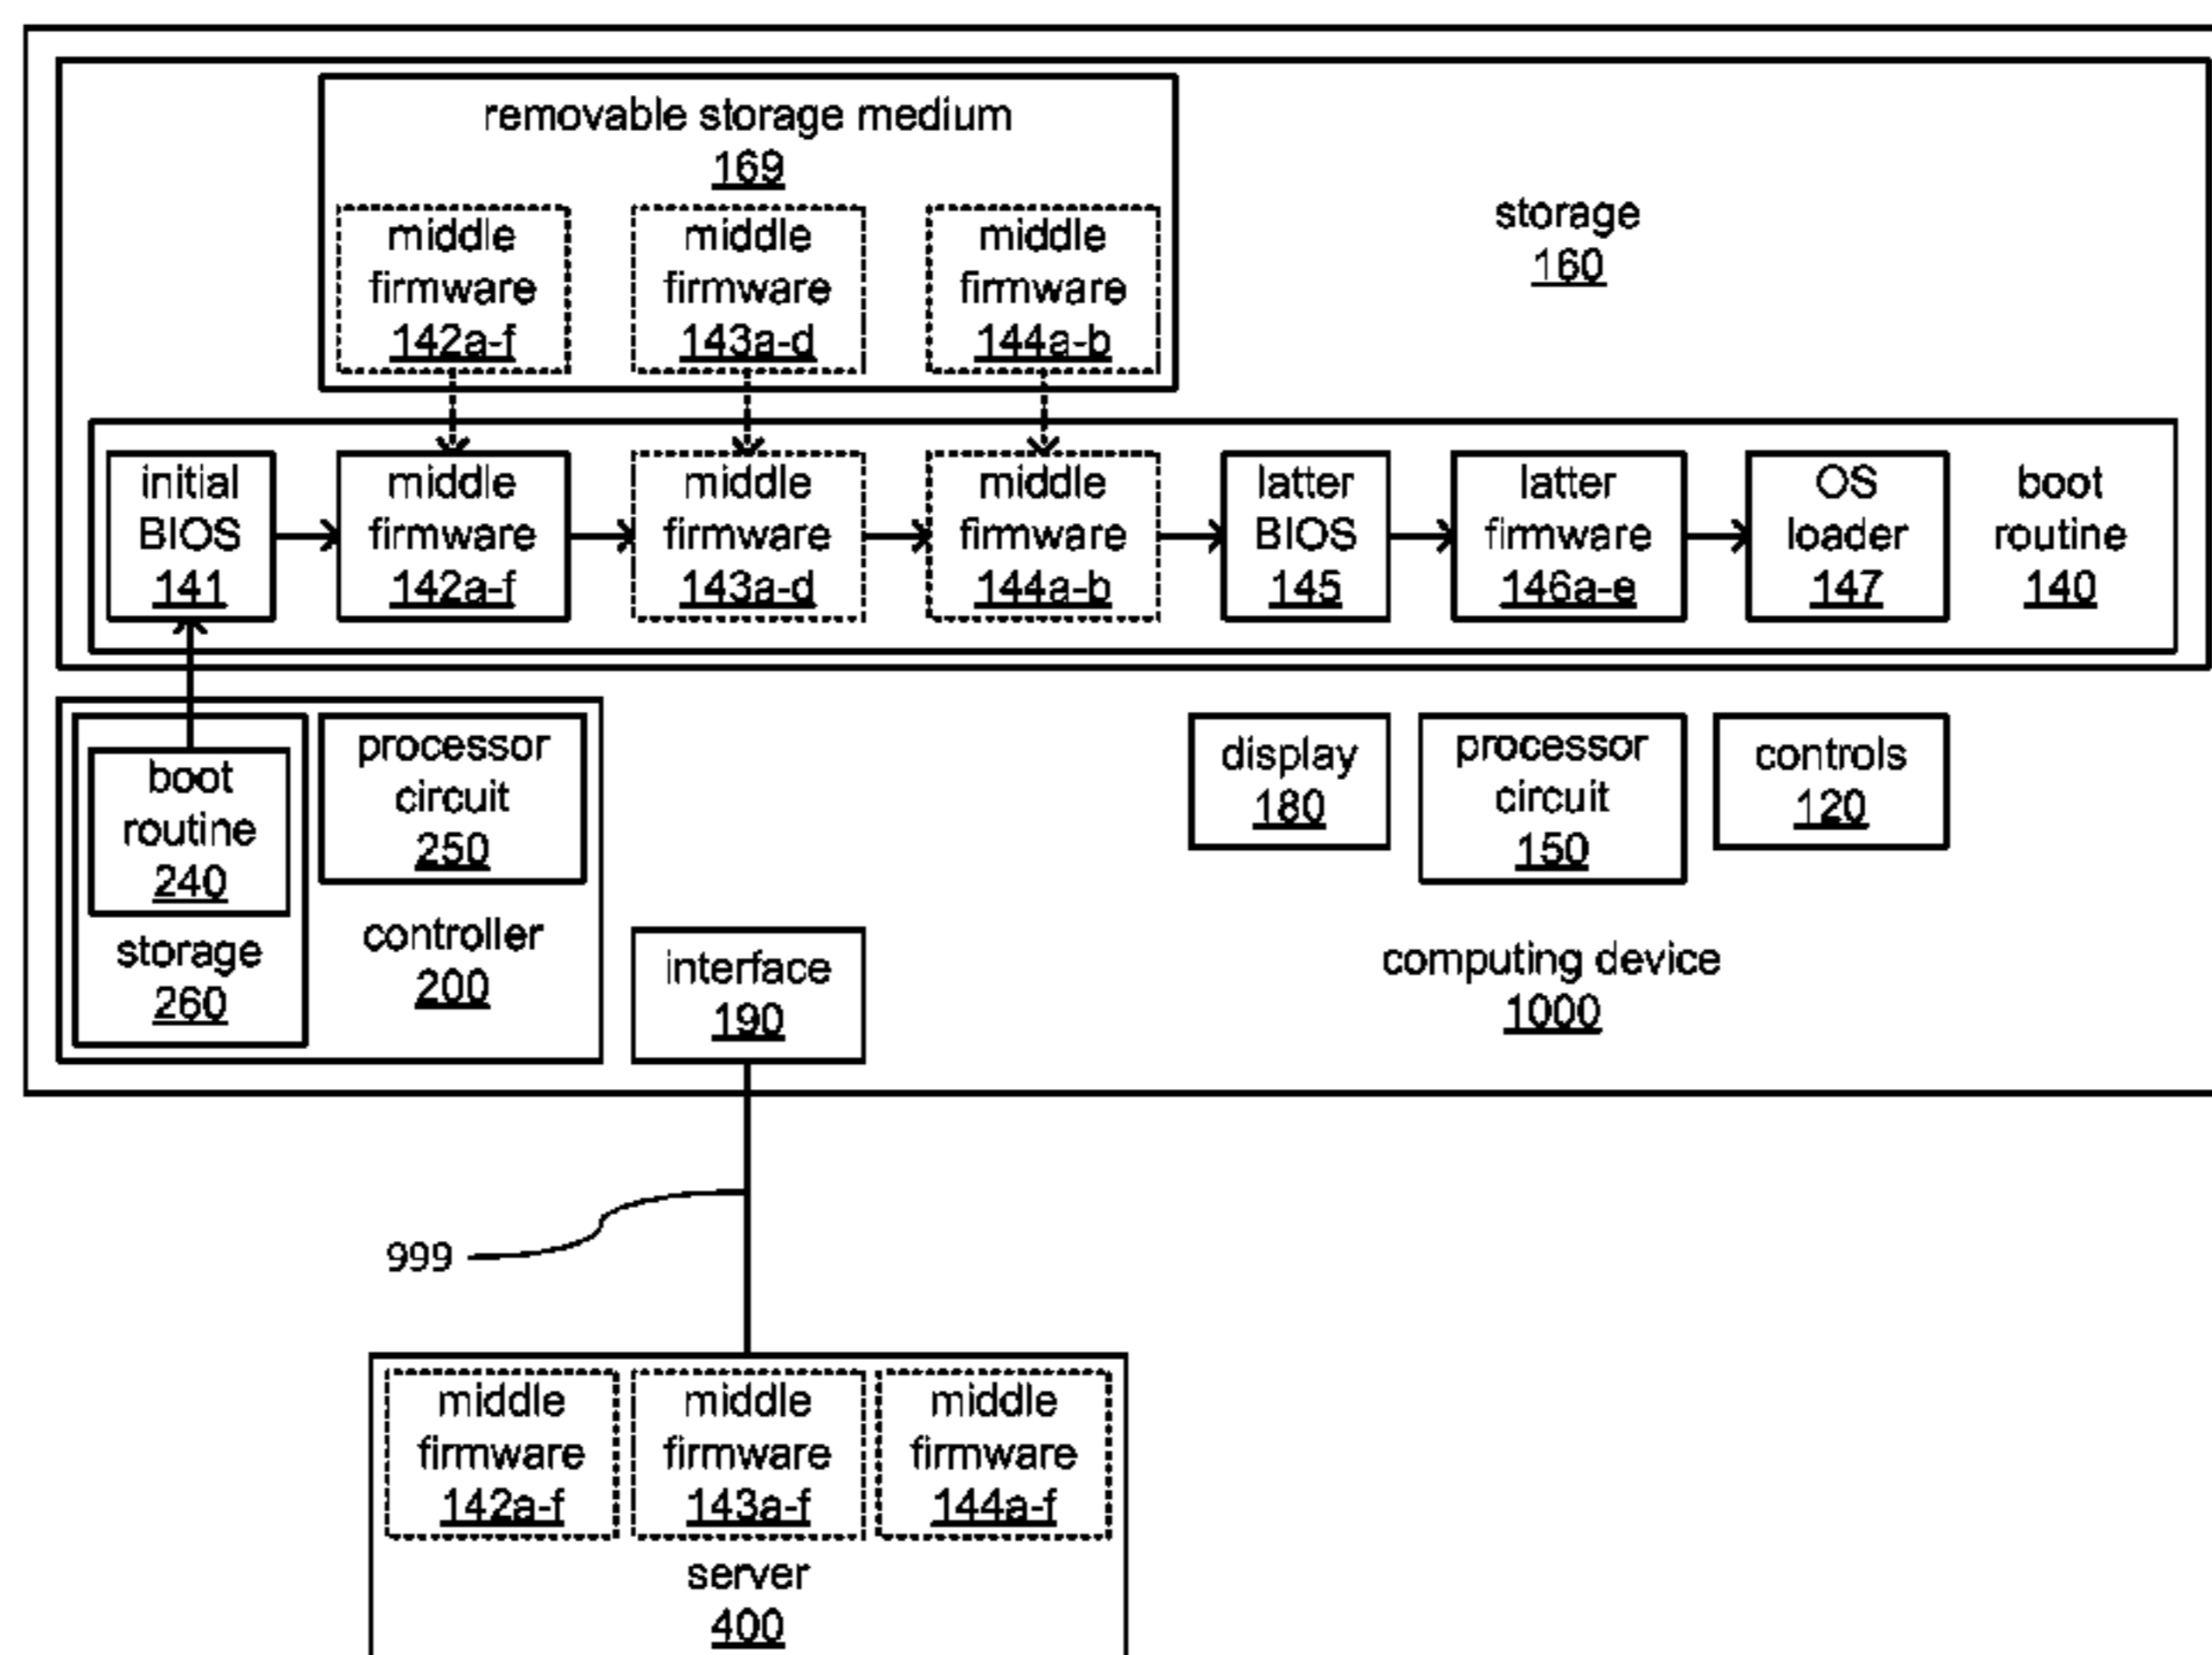 removable storage medium
169
middle
firmware
142a-f
middle
firmware
143a-d
middle
firmware
144a-b
storage
160
initial
BIOS
141
middle
firmware
142a-f
middle
firmware
143a-d
middle
firmware
144a-b
latter
BIOS
145
latter
firmware
146a-e
OS
loader
147
boot
routine
140
boot
routine
240
storage
260
processor
circuit
250
controller
200
interface
190
display
180
processor
circuit
150
controls
120
computing device
1000
999
middle
firmware
142a-f
middle
firmware
143a-f
middle
firmware
144a-f
server
400